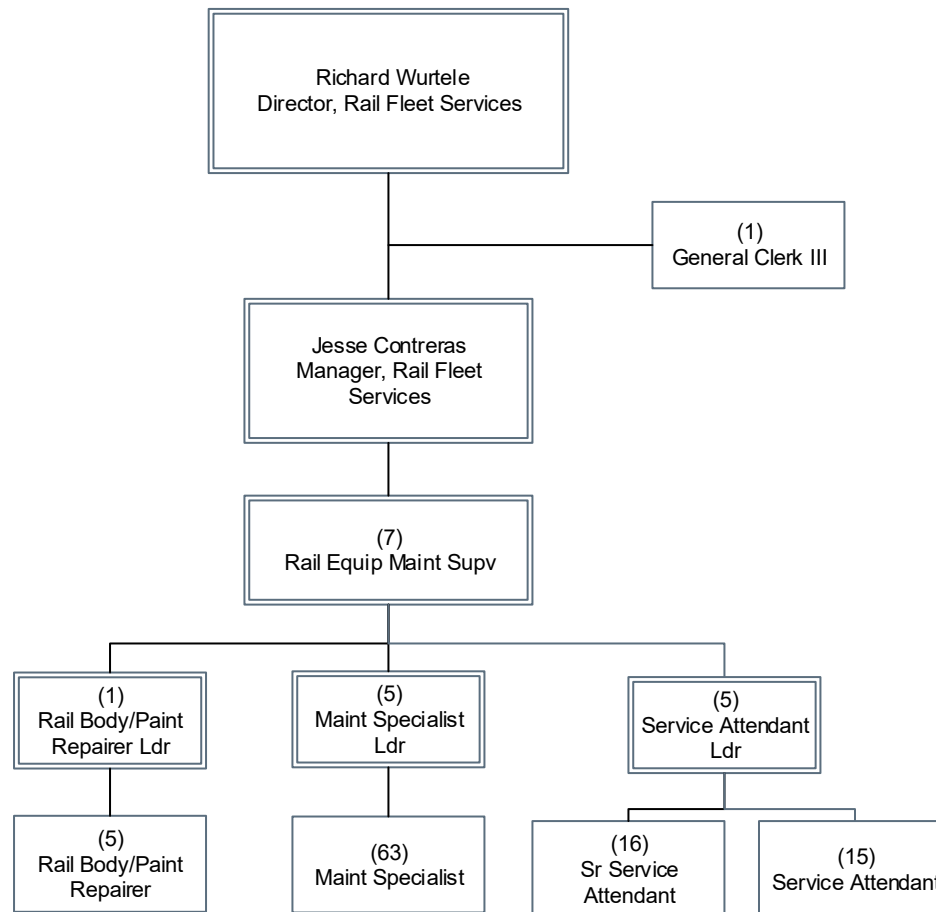 Richard Wurtele
Director, Rail Fleet Services
(1)
General Clerk III
Jesse Contreras
Manager, Rail Fleet
Services
(7)
Rail Equip Maint Supv
(1)
Rail Body/Paint
Repairer Ldr
(5)
Maint Specialist
Ldr
(5)
Service Attendant
Ldr
(5)
Rail Body/Paint
Repairer
(63)
Maint Specialist
(16)
Sr Service
Attendant
(15)
Service Attendant